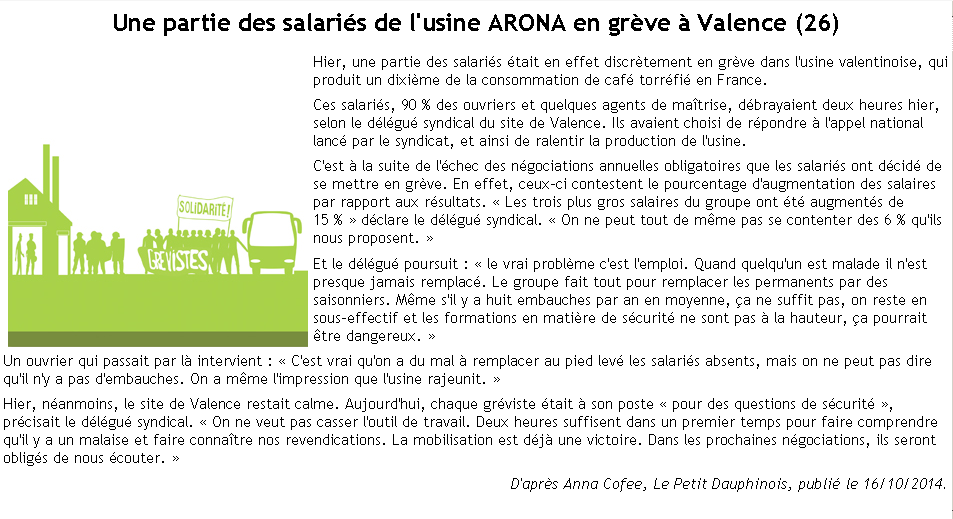 Une partie des salariés de l'usine ARONA en grève à Valence (26)
Hier, une partie des salariés était en effet discrètement en grève dans l'usine valentinoise, qui
produit un dixième de la consommation de café torréfié en France.
Ces salariés, 90 % des ouvriers et quelques agents de maîtrise, débrayaient deux heures hier,
selon le délégué syndical du site de Valence. Ils avaient choisi de répondre à l'appel national
lancé par le syndicat, et ainsi de ralentir la production de l'usine.
C'est à la suite de l'échec des négociations annuelles obligatoires que les salariés ont décidé de
se mettre en grève. En effet, ceux-ci contestent le pourcentage d'augmentation des salaires
par rapport aux résultats. « Les trois plus gros salaires du groupe ont été augmentés de
15 % » déclare le délégué syndical. « On ne peut tout de même pas se contenter des 6 % qu'ils
nous proposent. »
SOLIDARITÉ!
GRÉVISTES
Et le délégué poursuit : « le vrai problème c'est l'emploi. Quand quelqu'un est malade il n'est
presque jamais remplacé. Le groupe fait tout pour remplacer les permanents par des
saisonniers. Même s'il y a huit embauches par an en moyenne, ça ne suffit pas, on reste en
sous-effectif et les formations en matière de sécurité ne sont pas à la hauteur, ça pourrait
être dangereux. »
Un ouvrier qui passait par là intervient : « C'est vrai qu'on a du mal à remplacer au pied levé les salariés absents, mais on ne peut pas dire
qu'il n'y a pas d'embauches. On a même l'impression que l'usine rajeunit. »
Hier, néanmoins, le site de Valence restait calme. Aujourd'hui, chaque gréviste était à son poste « pour des questions de sécurité »,
précisait le délégué syndical. « On ne veut pas casser l'outil de travail. Deux heures suffisent dans un premier temps pour faire comprendre
qu'il y a un malaise et faire connaître nos revendications. La mobilisation est déjà une victoire. Dans les prochaines négociations, ils seront
obligés de nous écouter. »
D'après Anna Cofee, Le Petit Dauphinois, publié le 16/10/2014.